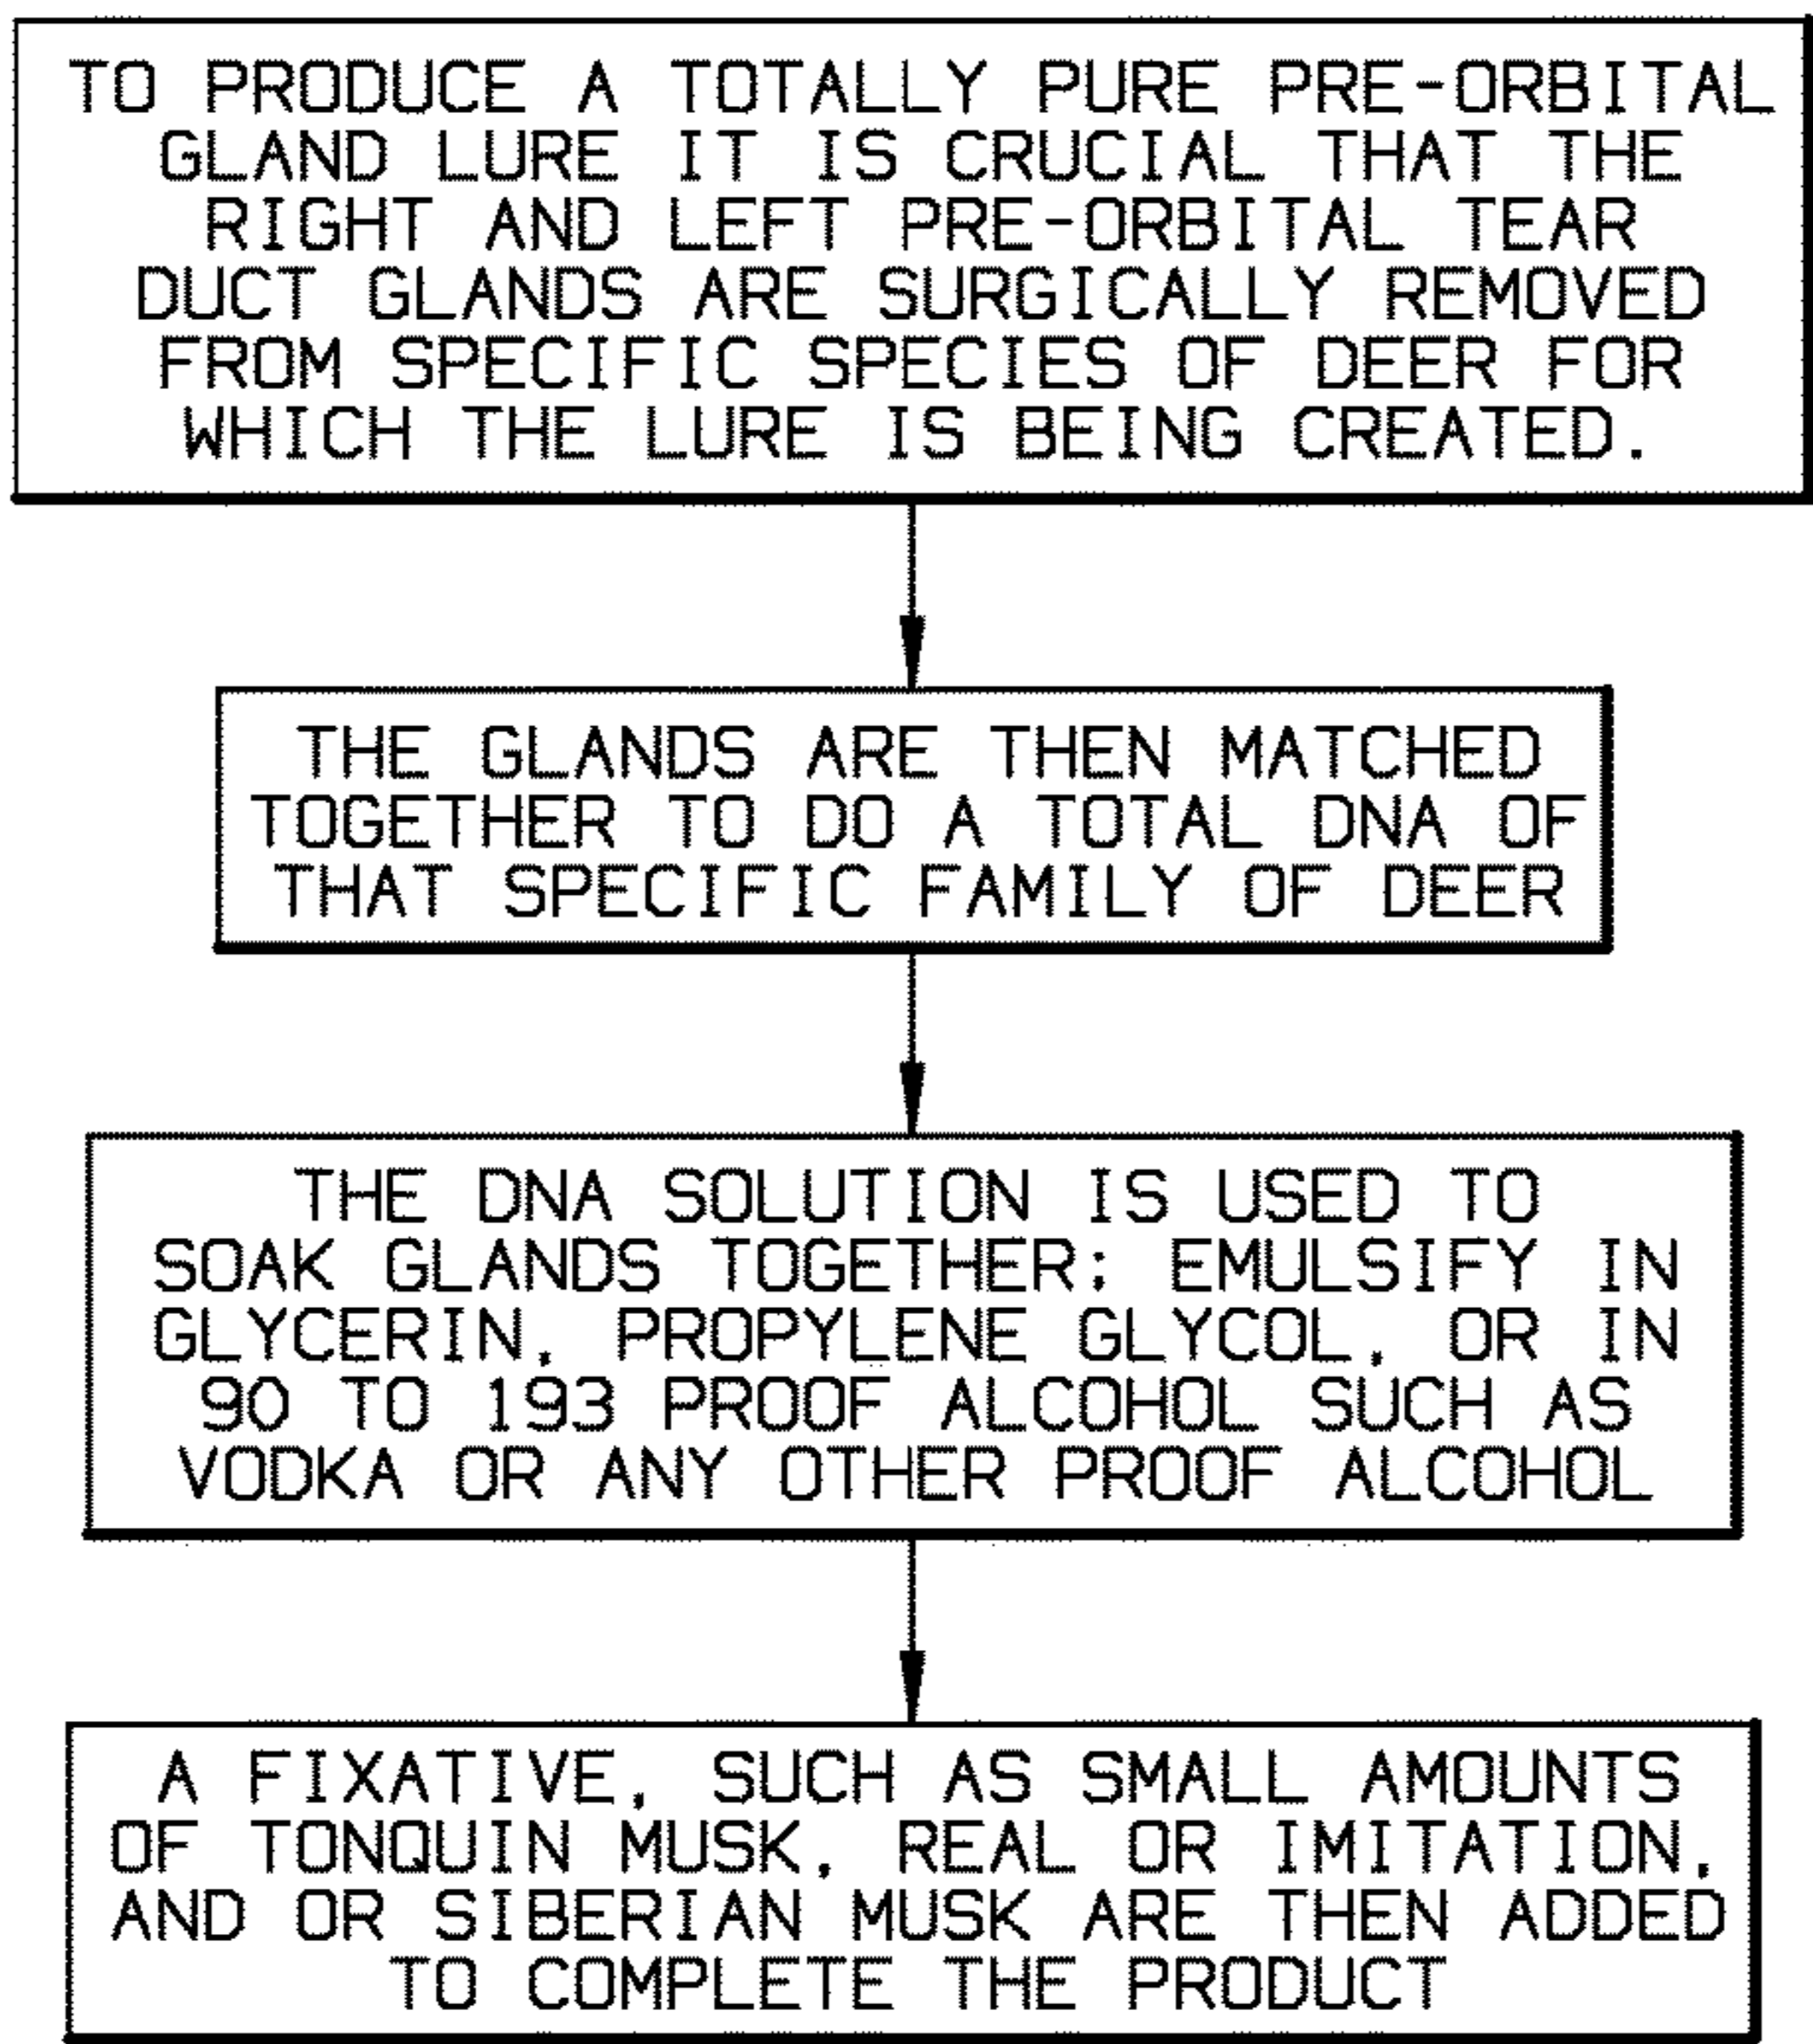 TO PRODUCE A TOTALLY PURE PRE-ORBITAL
GLAND LURE IT IS CRUCIAL THAT THE
RIGHT AND LEFT PRE-ORBITAL TEAR
DUCT GLANDS ARE SURGICALLY REMOVED
FROM SPECIFIC SPECIES OF DEER FOR
WHICH THE LURE IS BEING CREATED.
THE GLANDS ARE THEN MATCHED
TOGETHER TO DO A TOTAL DNA OF
THAT SPECIFIC FAMILY OF DEER
THE DNA SOLUTION IS USED TO
SOAK GLANDS TOGETHER; EMULSIFY IN
GLYCERIN, PROPYLENE GLYCOL, OR IN
90 TO 193 PROOF ALCOHOL SUCH AS
VODKA OR ANY OTHER PROOF ALCOHOL
A FIXATIVE, SUCH AS SMALL AMOUNTS
OF TONQUIN MUSK, REAL OR IMITATION,
AND OR SIBERIAN MUSK ARE THEN ADDED
TO COMPLETE THE PRODUCT